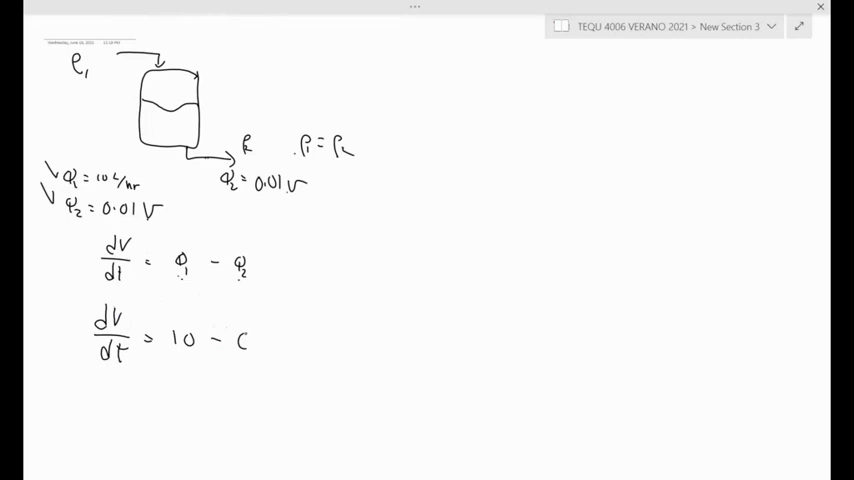 TEQU 4006 VERANO 2021 > New Section 3
ρ₁
ρ₂ ρ₁ = ρ₂
φ₁ = 10 L/hr
φ₂ = 0.01 V
φ₂ = 0.01 V
dV/dt = φ₁ - φ₂
dV/dt = 10 -